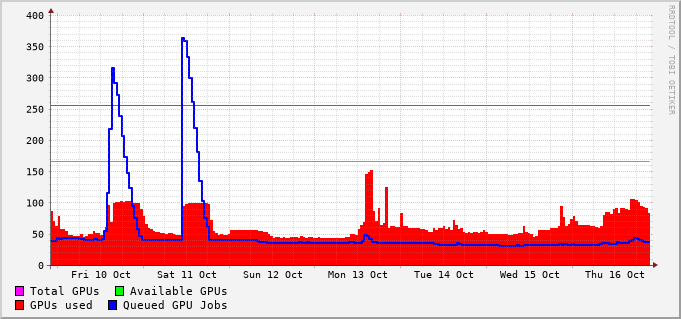 400
350
300
250
200
150
100
50
0
Fri 10 Oct Sat 11 Oct Sun 12 Oct Mon 13 Oct Tue 14 Oct Wed 15 Oct Thu 16 Oct
Total GPUs Available GPUs
GPUs used Queued GPU Jobs
RRDTOOL / TOBI OETIKER